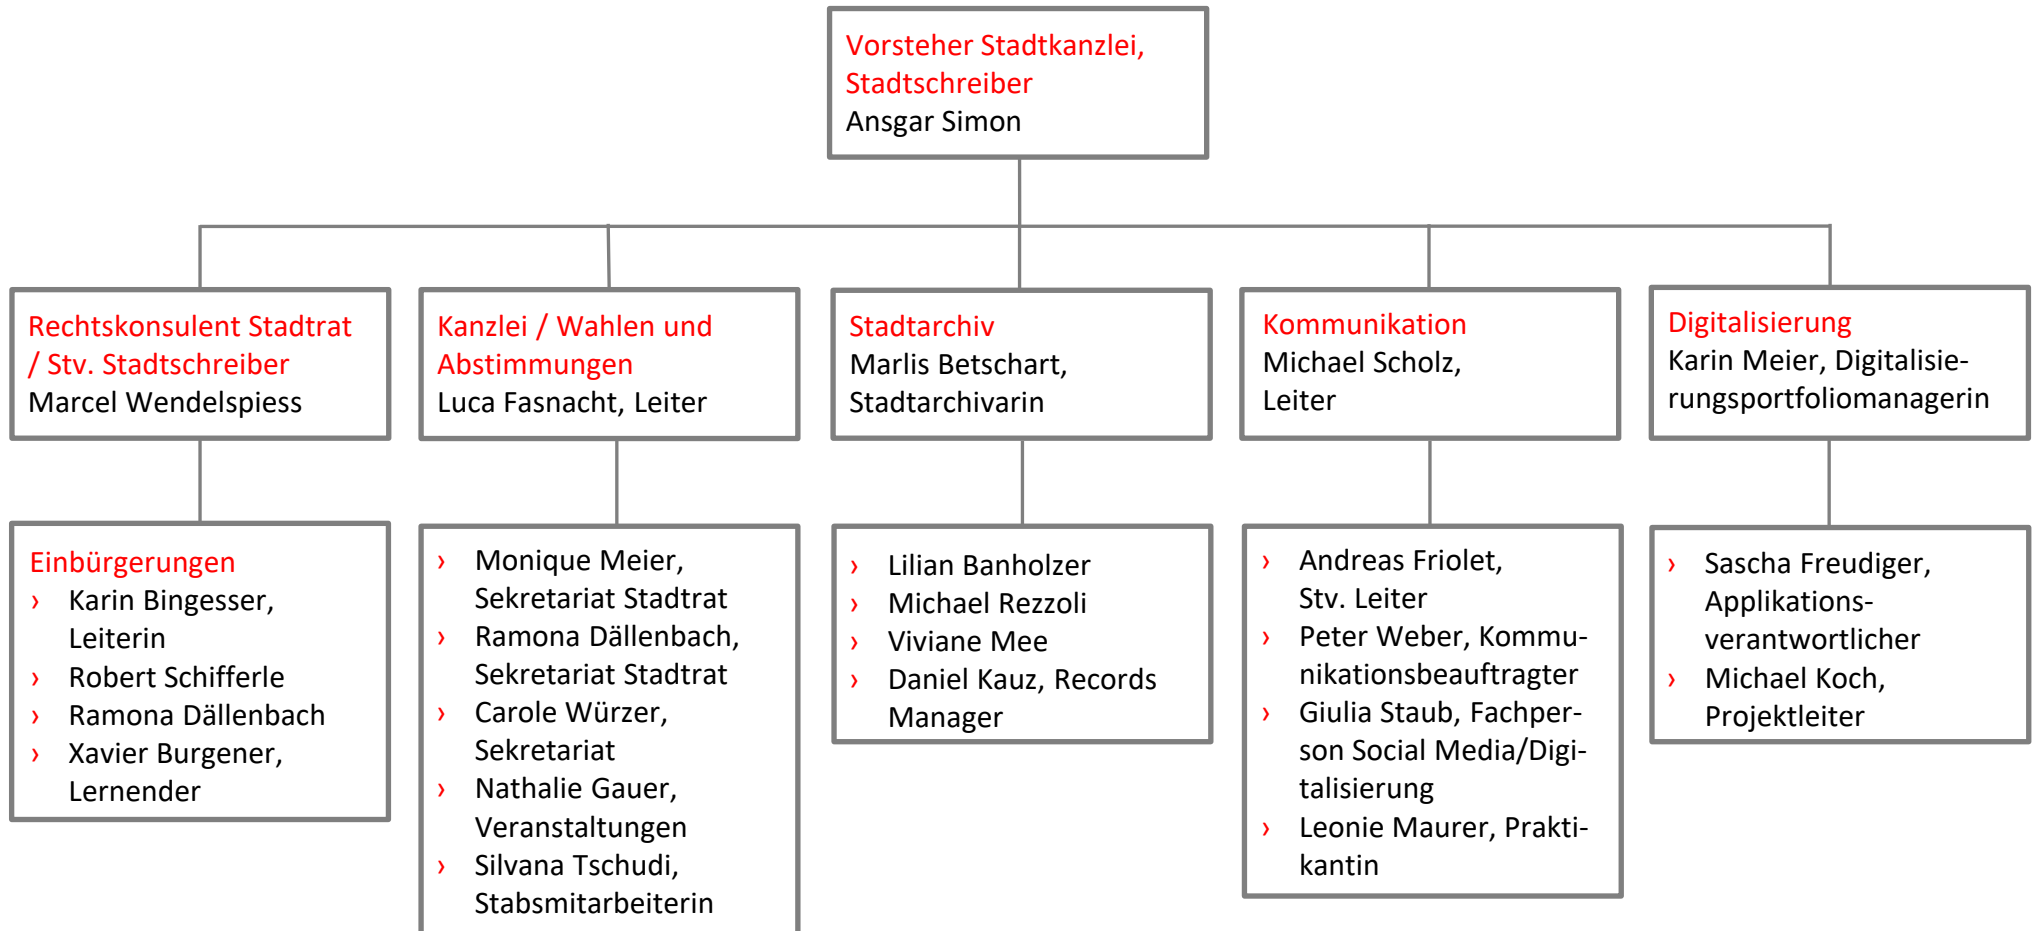 Vorsteher Stadtkanzlei,
Stadtschreiber
Ansgar Simon
Rechtskonsulent Stadtrat
/ Stv. Stadtschreiber
Marcel Wendelspiess
Kanzlei / Wahlen und
Abstimmungen
Luca Fasnacht, Leiter
Stadtarchiv
Marlis Betschart,
Stadtarchivarin
Kommunikation
Michael Scholz,
Leiter
Digitalisierung
Karin Meier, Digitalisie-
rungsportfoliomanagerin
Einbürgerungen
› Karin Bingesser,
Leiterin
› Robert Schifferle
› Ramona Dällenbach
› Xavier Burgener,
Lernender
› Monique Meier,
Sekretariat Stadtrat
› Ramona Dällenbach,
Sekretariat Stadtrat
› Carole Würzer,
Sekretariat
› Nathalie Gauer,
Veranstaltungen
› Silvana Tschudi,
Stabsmitarbeiterin
› Lilian Banholzer
› Michael Rezzoli
› Viviane Mee
› Daniel Kauz, Records
Manager
› Andreas Friolet,
Stv. Leiter
› Peter Weber, Kommu-
nikationsbeauftragter
› Giulia Staub, Fachper-
son Social Media/Digi-
talisierung
› Leonie Maurer, Prakti-
kantin
› Sascha Freudiger,
Applikations-
verantwortlicher
› Michael Koch,
Projektleiter